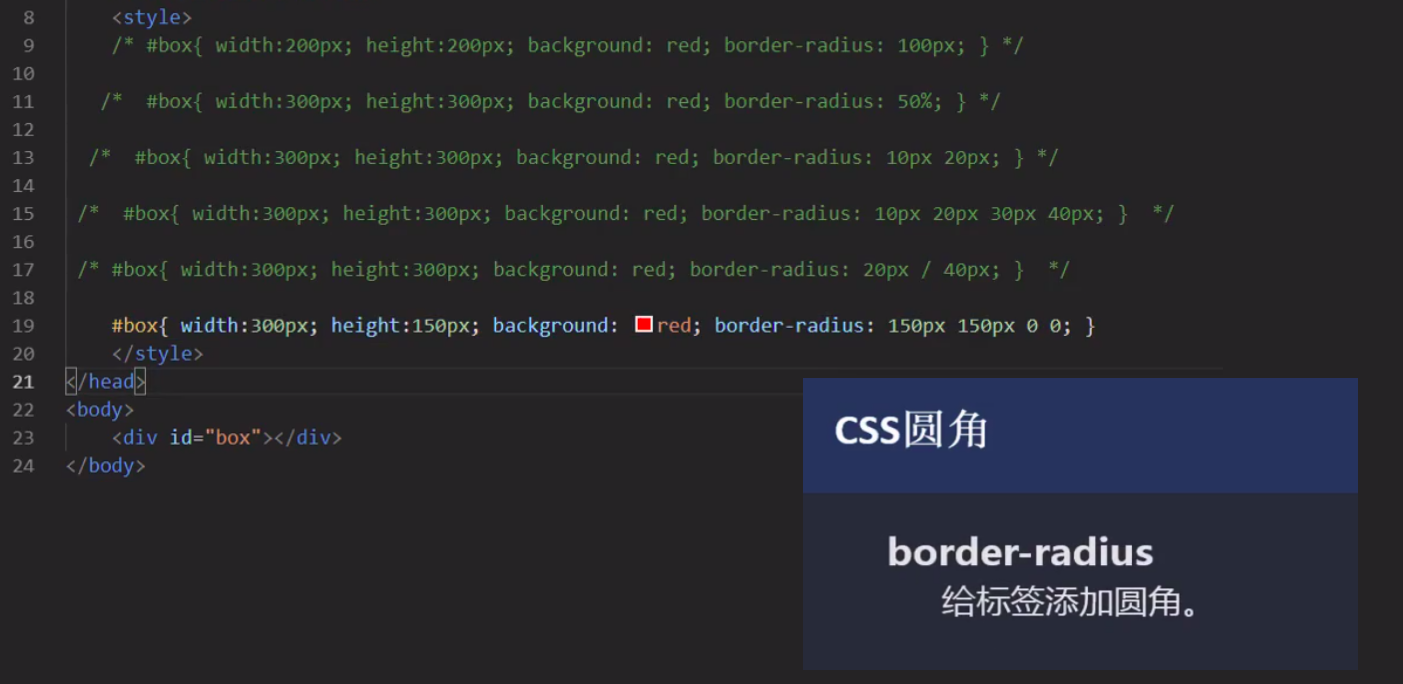 8 <style>
9 /* #box{ width:200px; height:200px; background: red; border-radius: 100px; } */
10
11 /*  #box{ width:300px; height:300px; background: red; border-radius: 50%; } */
12
13 /*  #box{ width:300px; height:300px; background: red; border-radius: 10px 20px; } */
14
15 /*  #box{ width:300px; height:300px; background: red; border-radius: 10px 20px 30px 40px; }  */
16
17 /* #box{ width:300px; height:300px; background: red; border-radius: 20px / 40px; }  */
18
19 #box{ width:300px; height:150px; background: red; border-radius: 150px 150px 0 0; }
20 </style>
21 </head>
22 <body>
23 <div id="box"></div>
24 </body>
CSS圆角
border-radius
给标签添加圆角。